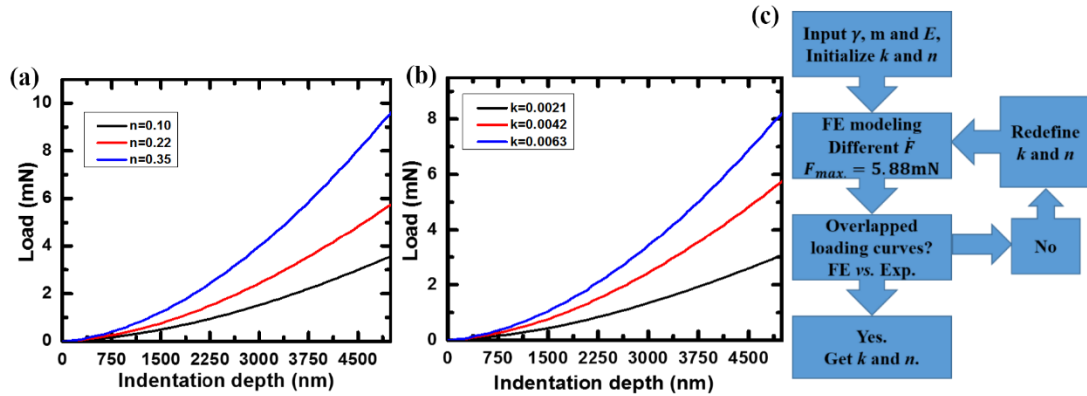 (a)
Load (mN)
10
8
6
4
2
0
n=0.10
n=0.22
n=0.35
0 750 1500 2250 3000 3750 4500
Indentation depth (nm)
(b)
Load (mN)
8
6
4
2
0
k=0.0021
k=0.0042
k=0.0063
0 750 1500 2250 3000 3750 4500
Indentation depth (nm)
(c)
Input γ, m and E,
Initialize k and n
FE modeling
Different Ḟ
Fmax. = 5.88mN
Redefine
k and n
Overlapped
loading curves?
FE vs. Exp.
No
Yes.
Get k and n.